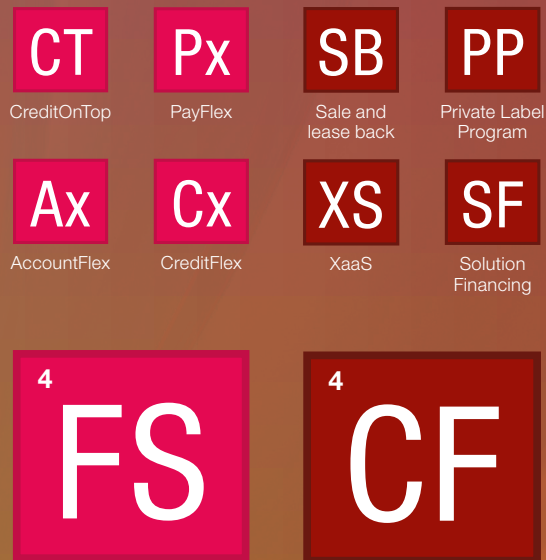 CT
Px
SB
PP
CreditOnTop
PayFlex
Sale and
lease back
Private Label
Program
Ax
Cx
XS
SF
AccountFlex
CreditFlex
XaaS
Solution
Financing
4
FS
4
CF